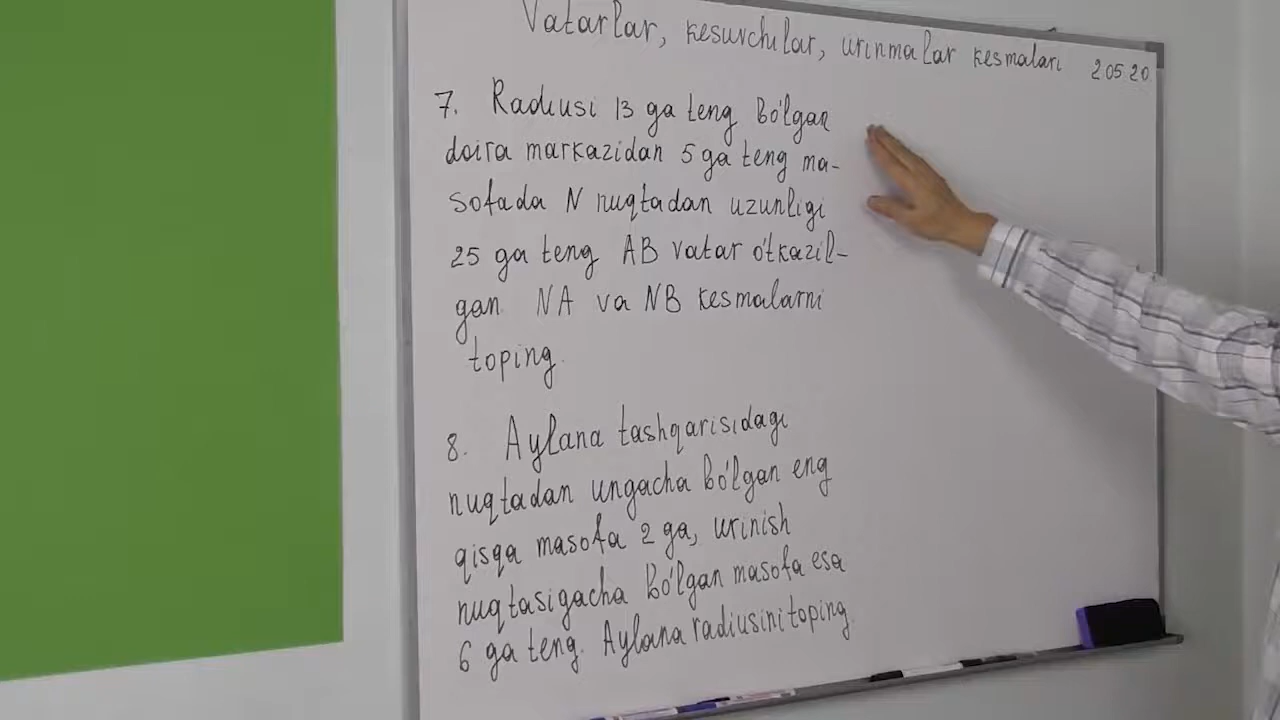 Vatarlar, kesuvchilar, urinmalar kesmalari 2.05.20
7. Radiusi 13 ga teng bo'lgan
doira markazidan 5 ga teng ma-
sofada N nuqtadan uzunligi
25 ga teng AB vatar o'tkazil-
gan. NA va NB kesmalarni
toping.
8. Aylana tashqarisidagi
nuqtadan ungacha bo'lgan eng
qisqa masofa 2 ga, urinish
nuqtasigacha bo'lgan masofa esa
6 ga teng. Aylana radiusini toping.